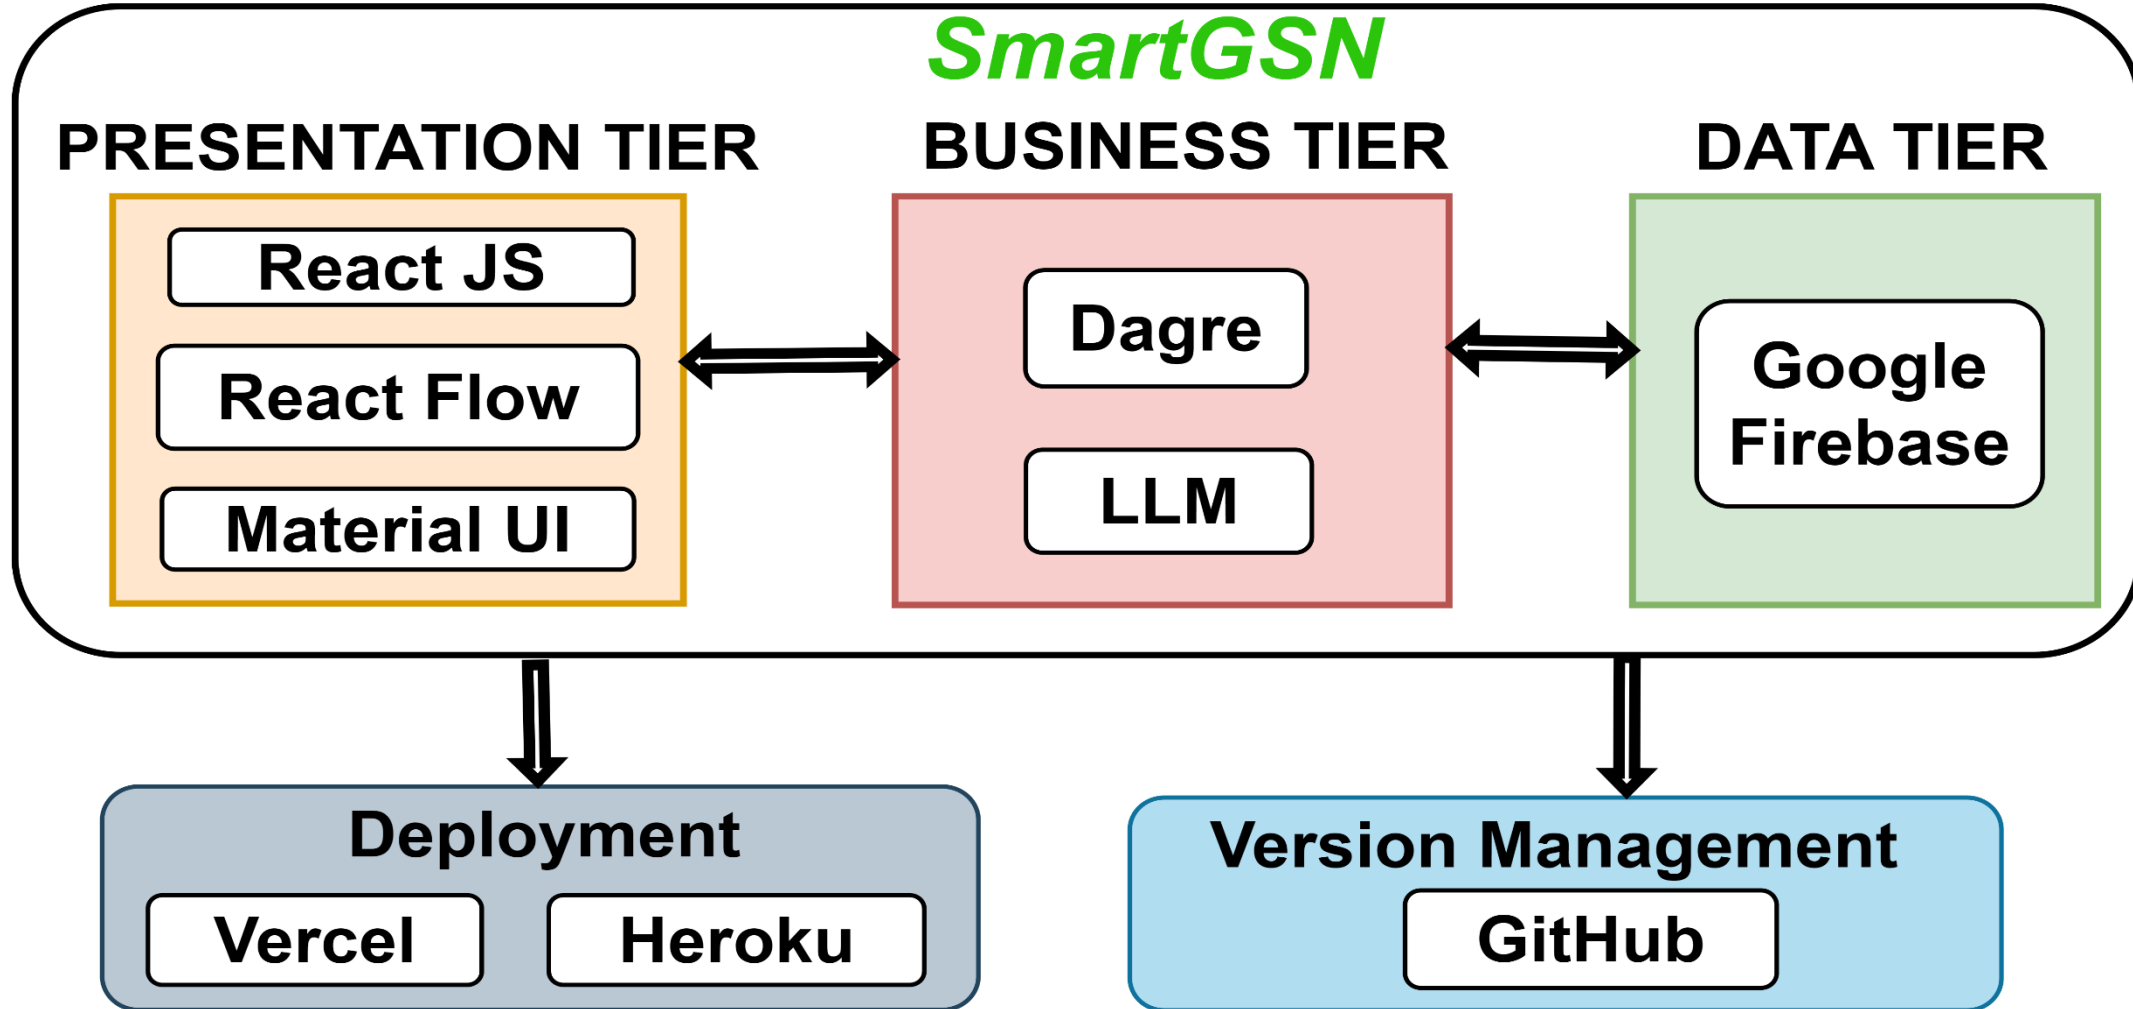 SmartGSN
PRESENTATION TIER
React JS
React Flow
Material UI
BUSINESS TIER
Dagre
LLM
DATA TIER
Google
Firebase
Deployment
Vercel
Heroku
Version Management
GitHub